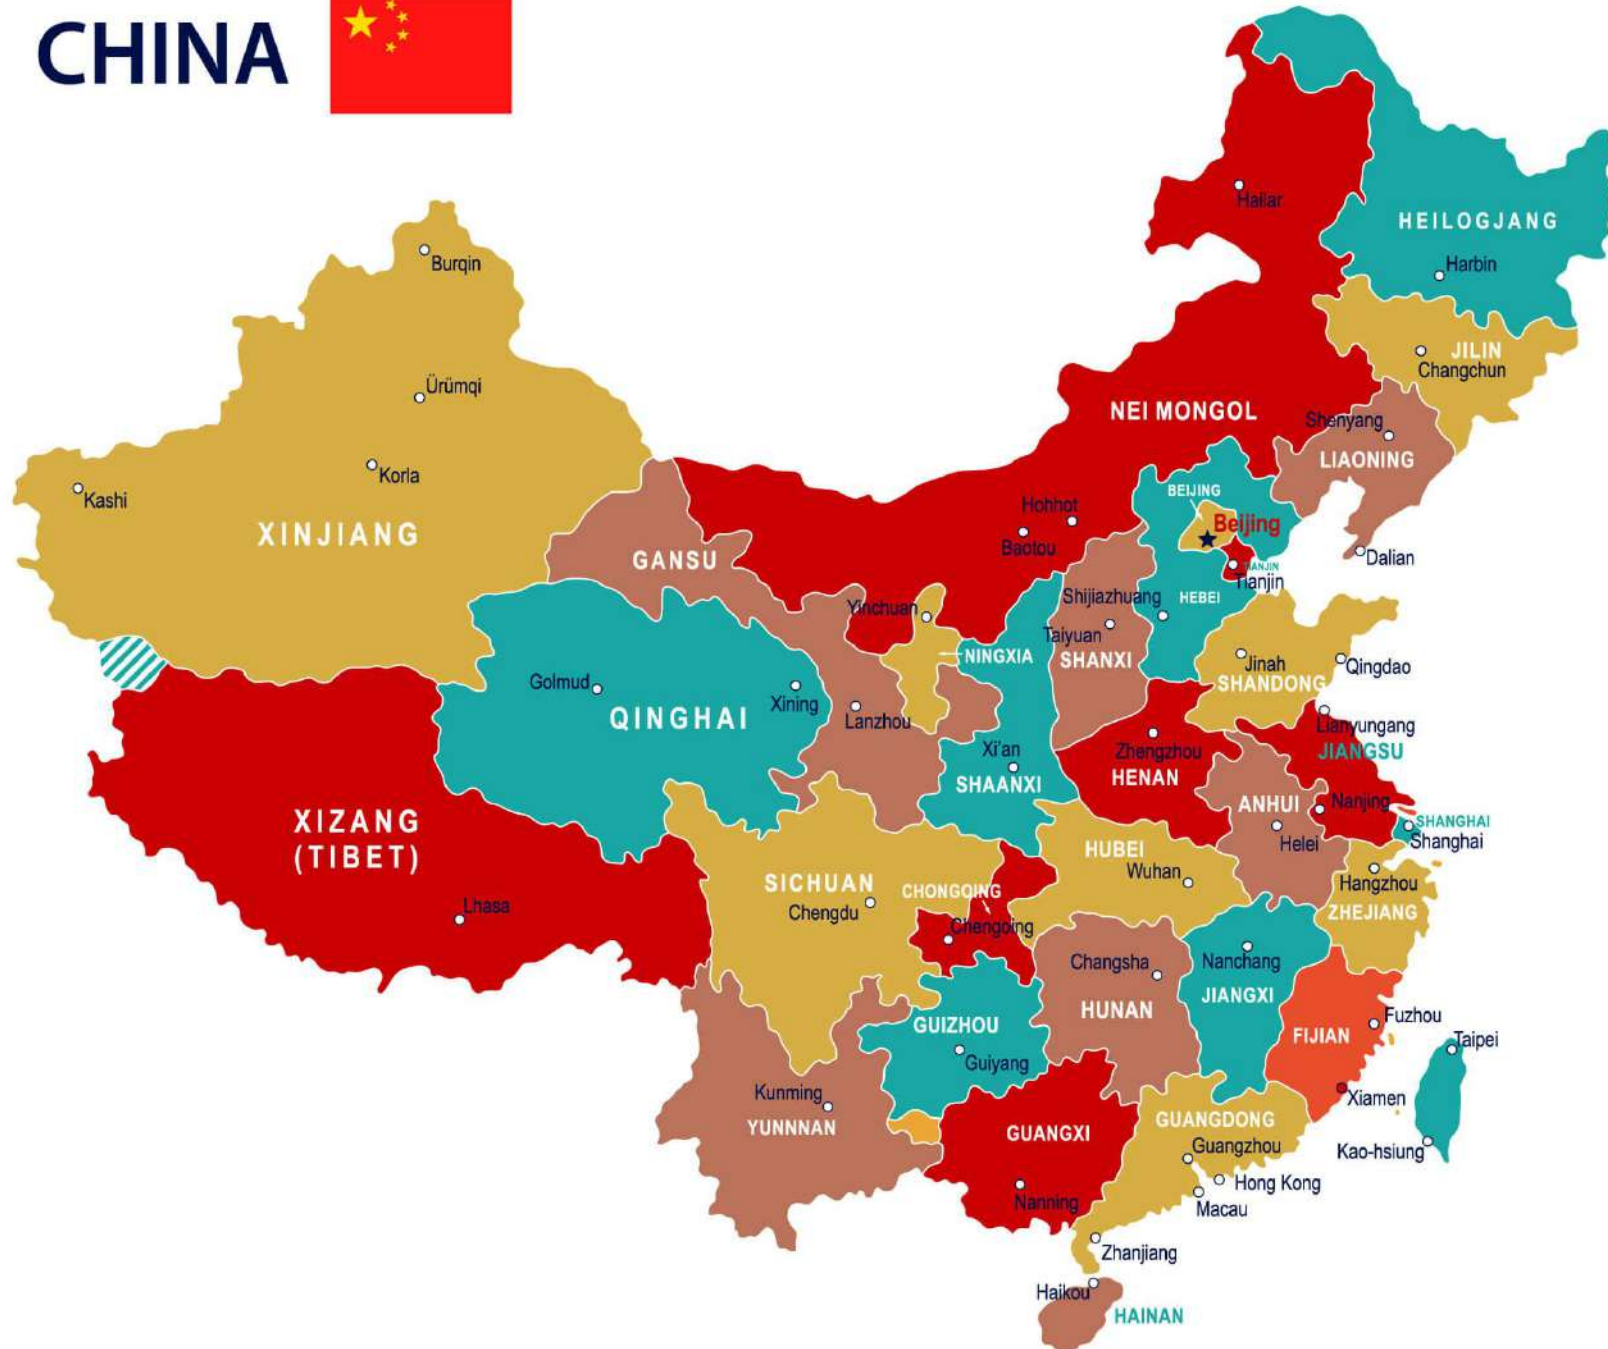 CHINA
Hailar
HEILOGJANG
Harbin
Burqin
JILIN
Changchun
Ürümqi
NEI MONGOL
Shenyang
LIAONING
Korla
Kashi
BEIJING
Hohhot
Beijing
XINJIANG
Baotou
GANSU
Dalian
TIANJIN
Tianjin
Shijiazhuang
HEBEI
Yinchuan
Taiyuan
NINGXIA
SHANXI
Jinah
Qingdao
SHANDONG
Golmud
Xining
QINGHAI
Lanzhou
Lianyungang
Xi'an
Zhengzhou
JIANGSU
HENAN
SHAANXI
ANHUI
Nanjing
XIZANG
(TIBET)
SHANGHAI
Shanghai
Helei
HUBEI
Wuhan
SICHUAN
Hangzhou
CHONGOING
Chengdu
Lhasa
ZHEJIANG
Chengoing
Changsha
Nanchang
JIANGXI
HUNAN
GUIZHOU
Fuzhou
FIJIAN
Taipei
Guiyang
Kunming
Xiamen
YUNNNAN
GUANGXI
GUANGDONG
Guangzhou
Kao-hsiung
Hong Kong
Nanning
Macau
Zhanjiang
Haikou
HAINAN